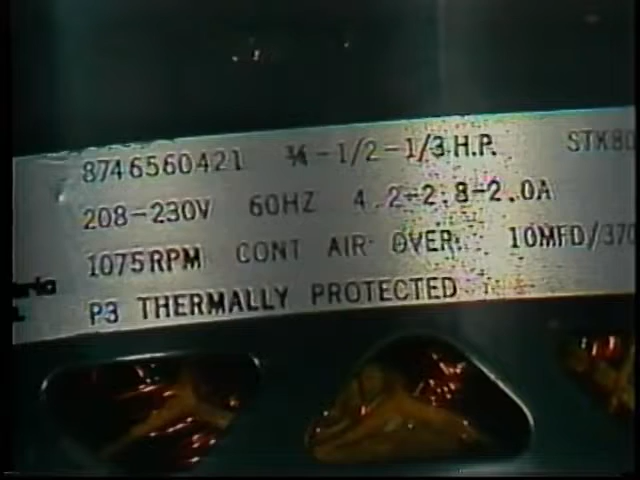 8746560421 ¾-1/2-1/3 H.P. STK80
208-230V 60HZ 4.2-2.8-2.0A
1075RPM CONT AIR OVER 10MFD/370
P3 THERMALLY PROTECTED